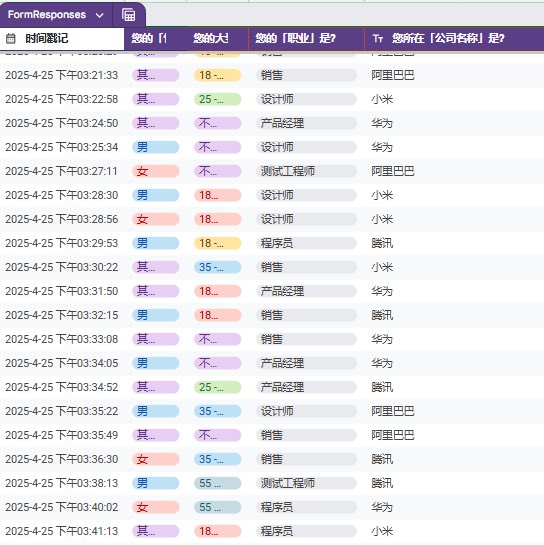 FormResponses
时间戳记 您的「 您的大 您的「职业」是? Tт 您所在「公司名称」是?
2025-4-25 下午03:21:33 其... 18 -... 销售 阿里巴巴
2025-4-25 下午03:22:58 其... 25 -... 设计师 小米
2025-4-25 下午03:24:50 其... 不... 产品经理 华为
2025-4-25 下午03:25:34 男 不... 设计师 华为
2025-4-25 下午03:27:11 女 不... 测试工程师 阿里巴巴
2025-4-25 下午03:28:30 男 18... 设计师 小米
2025-4-25 下午03:28:56 女 18... 设计师 小米
2025-4-25 下午03:29:53 男 18 -... 程序员 腾讯
2025-4-25 下午03:30:22 其... 35 -... 销售 小米
2025-4-25 下午03:31:50 其... 18... 产品经理 华为
2025-4-25 下午03:32:15 男 18... 销售 腾讯
2025-4-25 下午03:33:08 其... 不... 销售 华为
2025-4-25 下午03:34:05 男 不... 产品经理 华为
2025-4-25 下午03:34:52 其... 25 -... 产品经理 腾讯
2025-4-25 下午03:35:22 男 35 -... 设计师 阿里巴巴
2025-4-25 下午03:35:49 其... 不... 销售 阿里巴巴
2025-4-25 下午03:36:30 女 35 -... 销售 腾讯
2025-4-25 下午03:38:13 男 55 ... 测试工程师 腾讯
2025-4-25 下午03:40:02 女 55 ... 程序员 华为
2025-4-25 下午03:41:13 其... 18... 程序员 小米